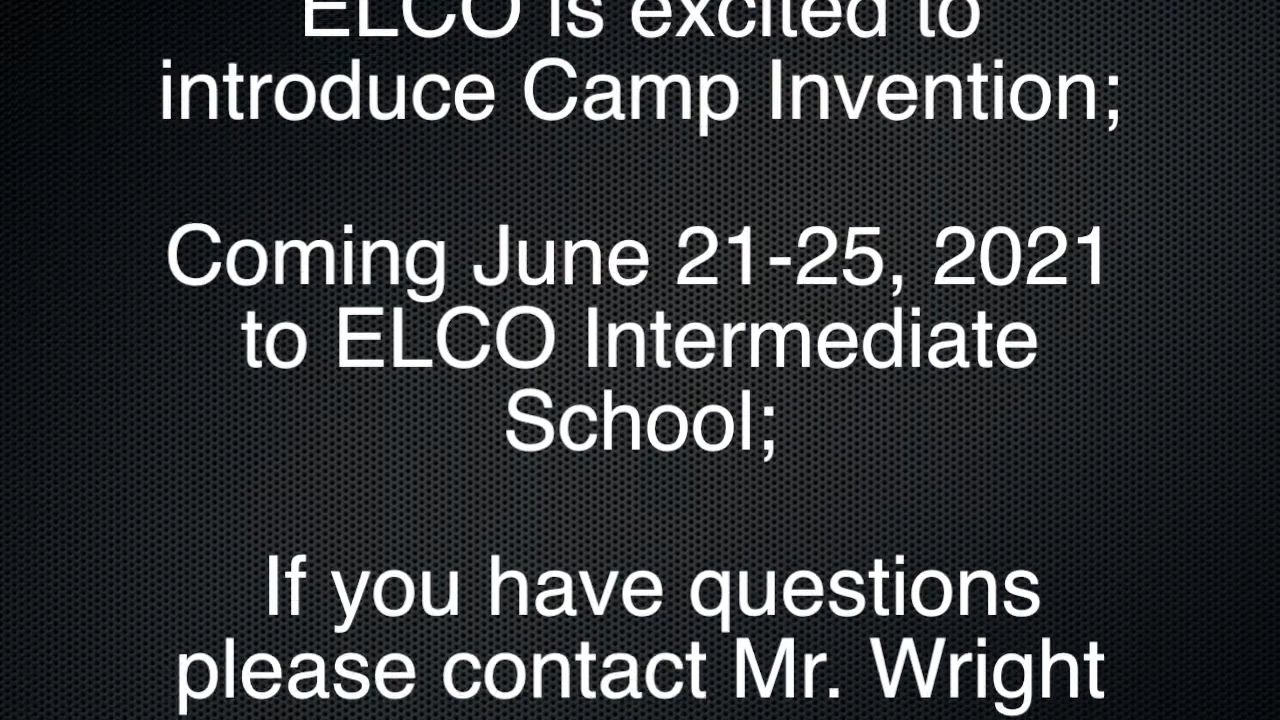 ELCO is excited to
introduce Camp Invention;
Coming June 21-25, 2021
to ELCO Intermediate
School;
If you have questions
please contact Mr. Wright